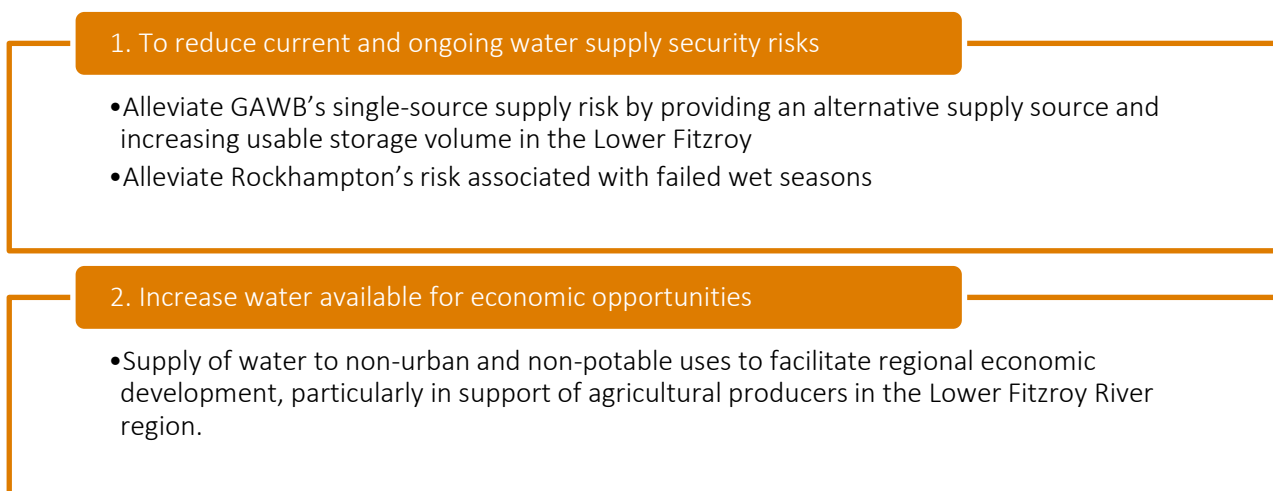 1. To reduce current and ongoing water supply security risks
•Alleviate GAWB’s single-source supply risk by providing an alternative supply source and
increasing usable storage volume in the Lower Fitzroy
•Alleviate Rockhampton’s risk associated with failed wet seasons
2. Increase water available for economic opportunities
•Supply of water to non-urban and non-potable uses to facilitate regional economic
development, particularly in support of agricultural producers in the Lower Fitzroy River
region.